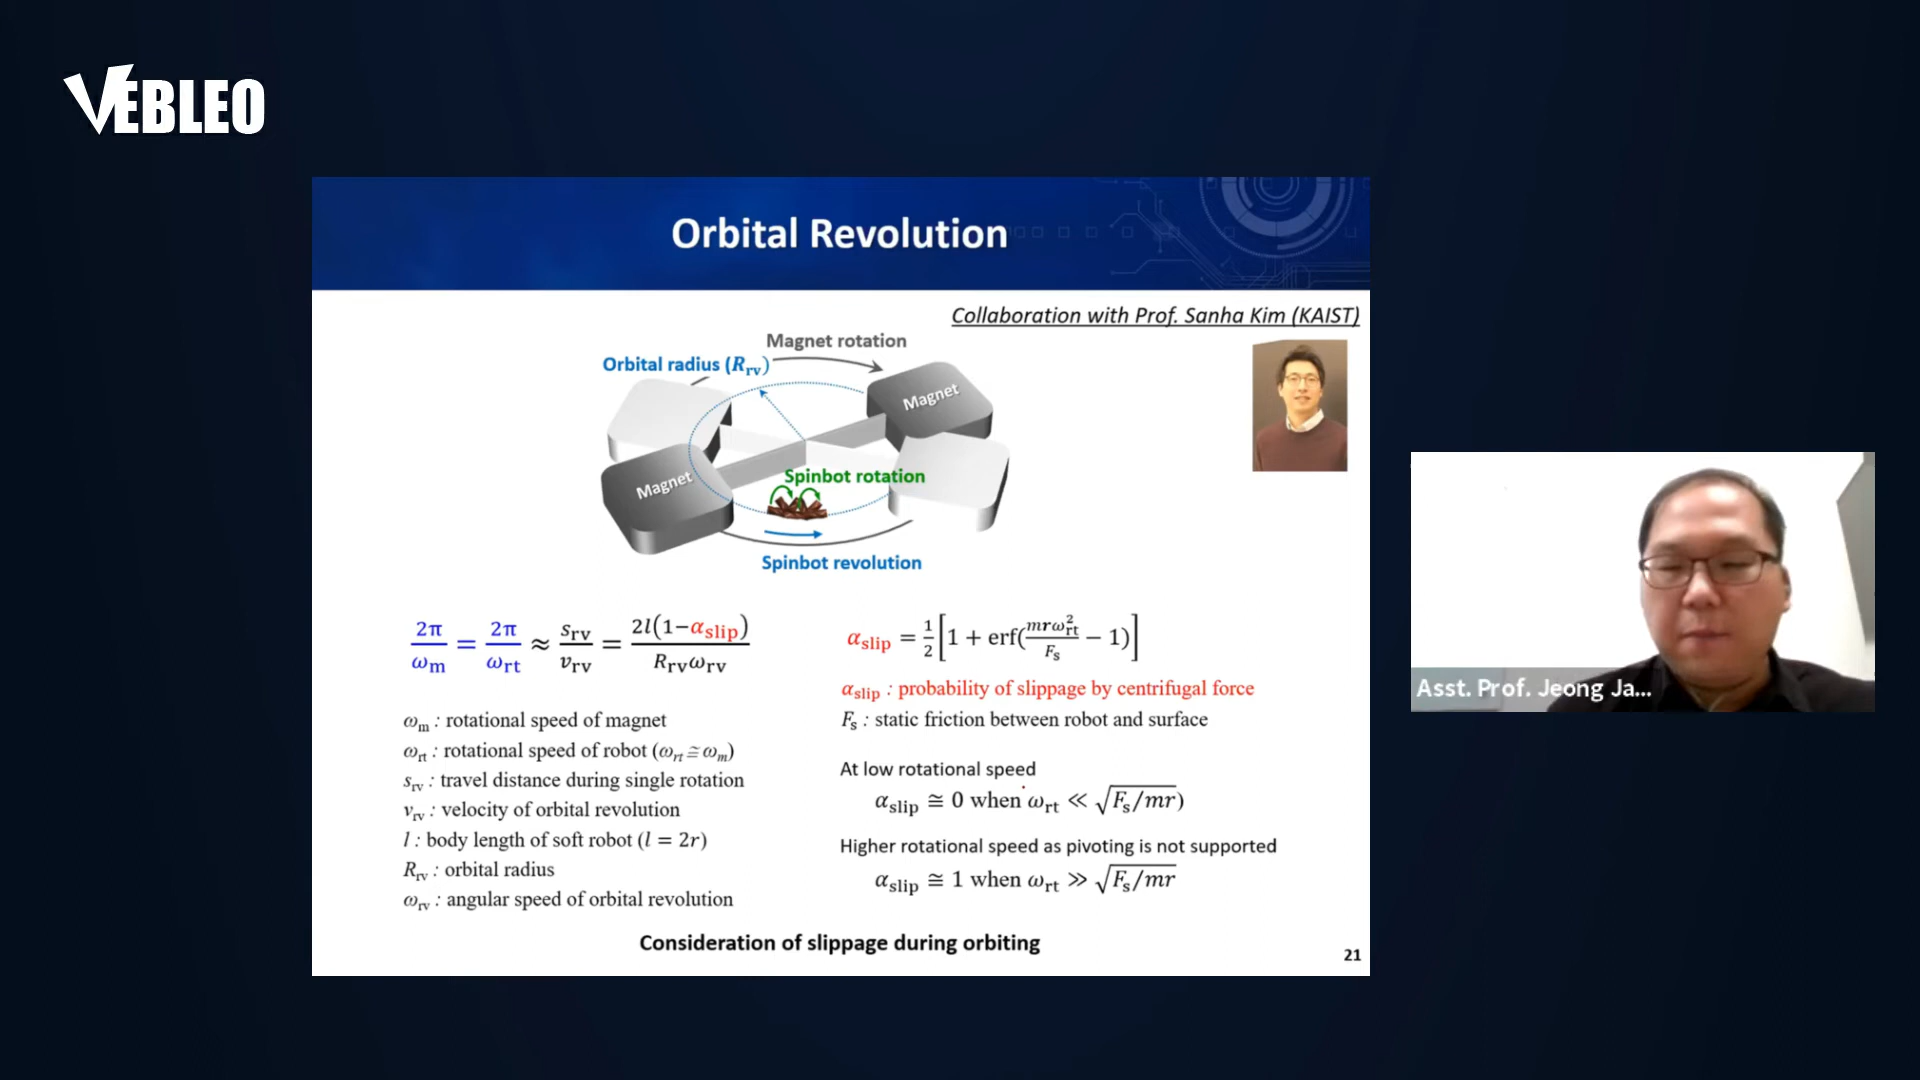 VEBLEO
Orbital Revolution
Collaboration with Prof. Sanha Kim (KAIST)
Magnet rotation
Orbital radius (Rᵣᵥ)
Magnet
Magnet
Spinbot rotation
Spinbot revolution
2π/ωₘ = 2π/ω_rt ≈ s_rv/v_rv = 2l(1−α_slip)/R_rvω_rv
α_slip = 1/2[1 + erf(mrω²_rt/F_s − 1)]
α_slip : probability of slippage by centrifugal force
F_s : static friction between robot and surface
ω_m : rotational speed of magnet
ω_rt : rotational speed of robot (ω_rt ≅ ω_m)
s_rv : travel distance during single rotation
v_rv : velocity of orbital revolution
l : body length of soft robot (l = 2r)
R_rv : orbital radius
ω_rv : angular speed of orbital revolution
At low rotational speed
α_slip ≅ 0 when ω_rt ≪ √F_s/mr)
Higher rotational speed as pivoting is not supported
α_slip ≅ 1 when ω_rt ≫ √F_s/mr
Consideration of slippage during orbiting
21
Asst. Prof. Jeong Ja...